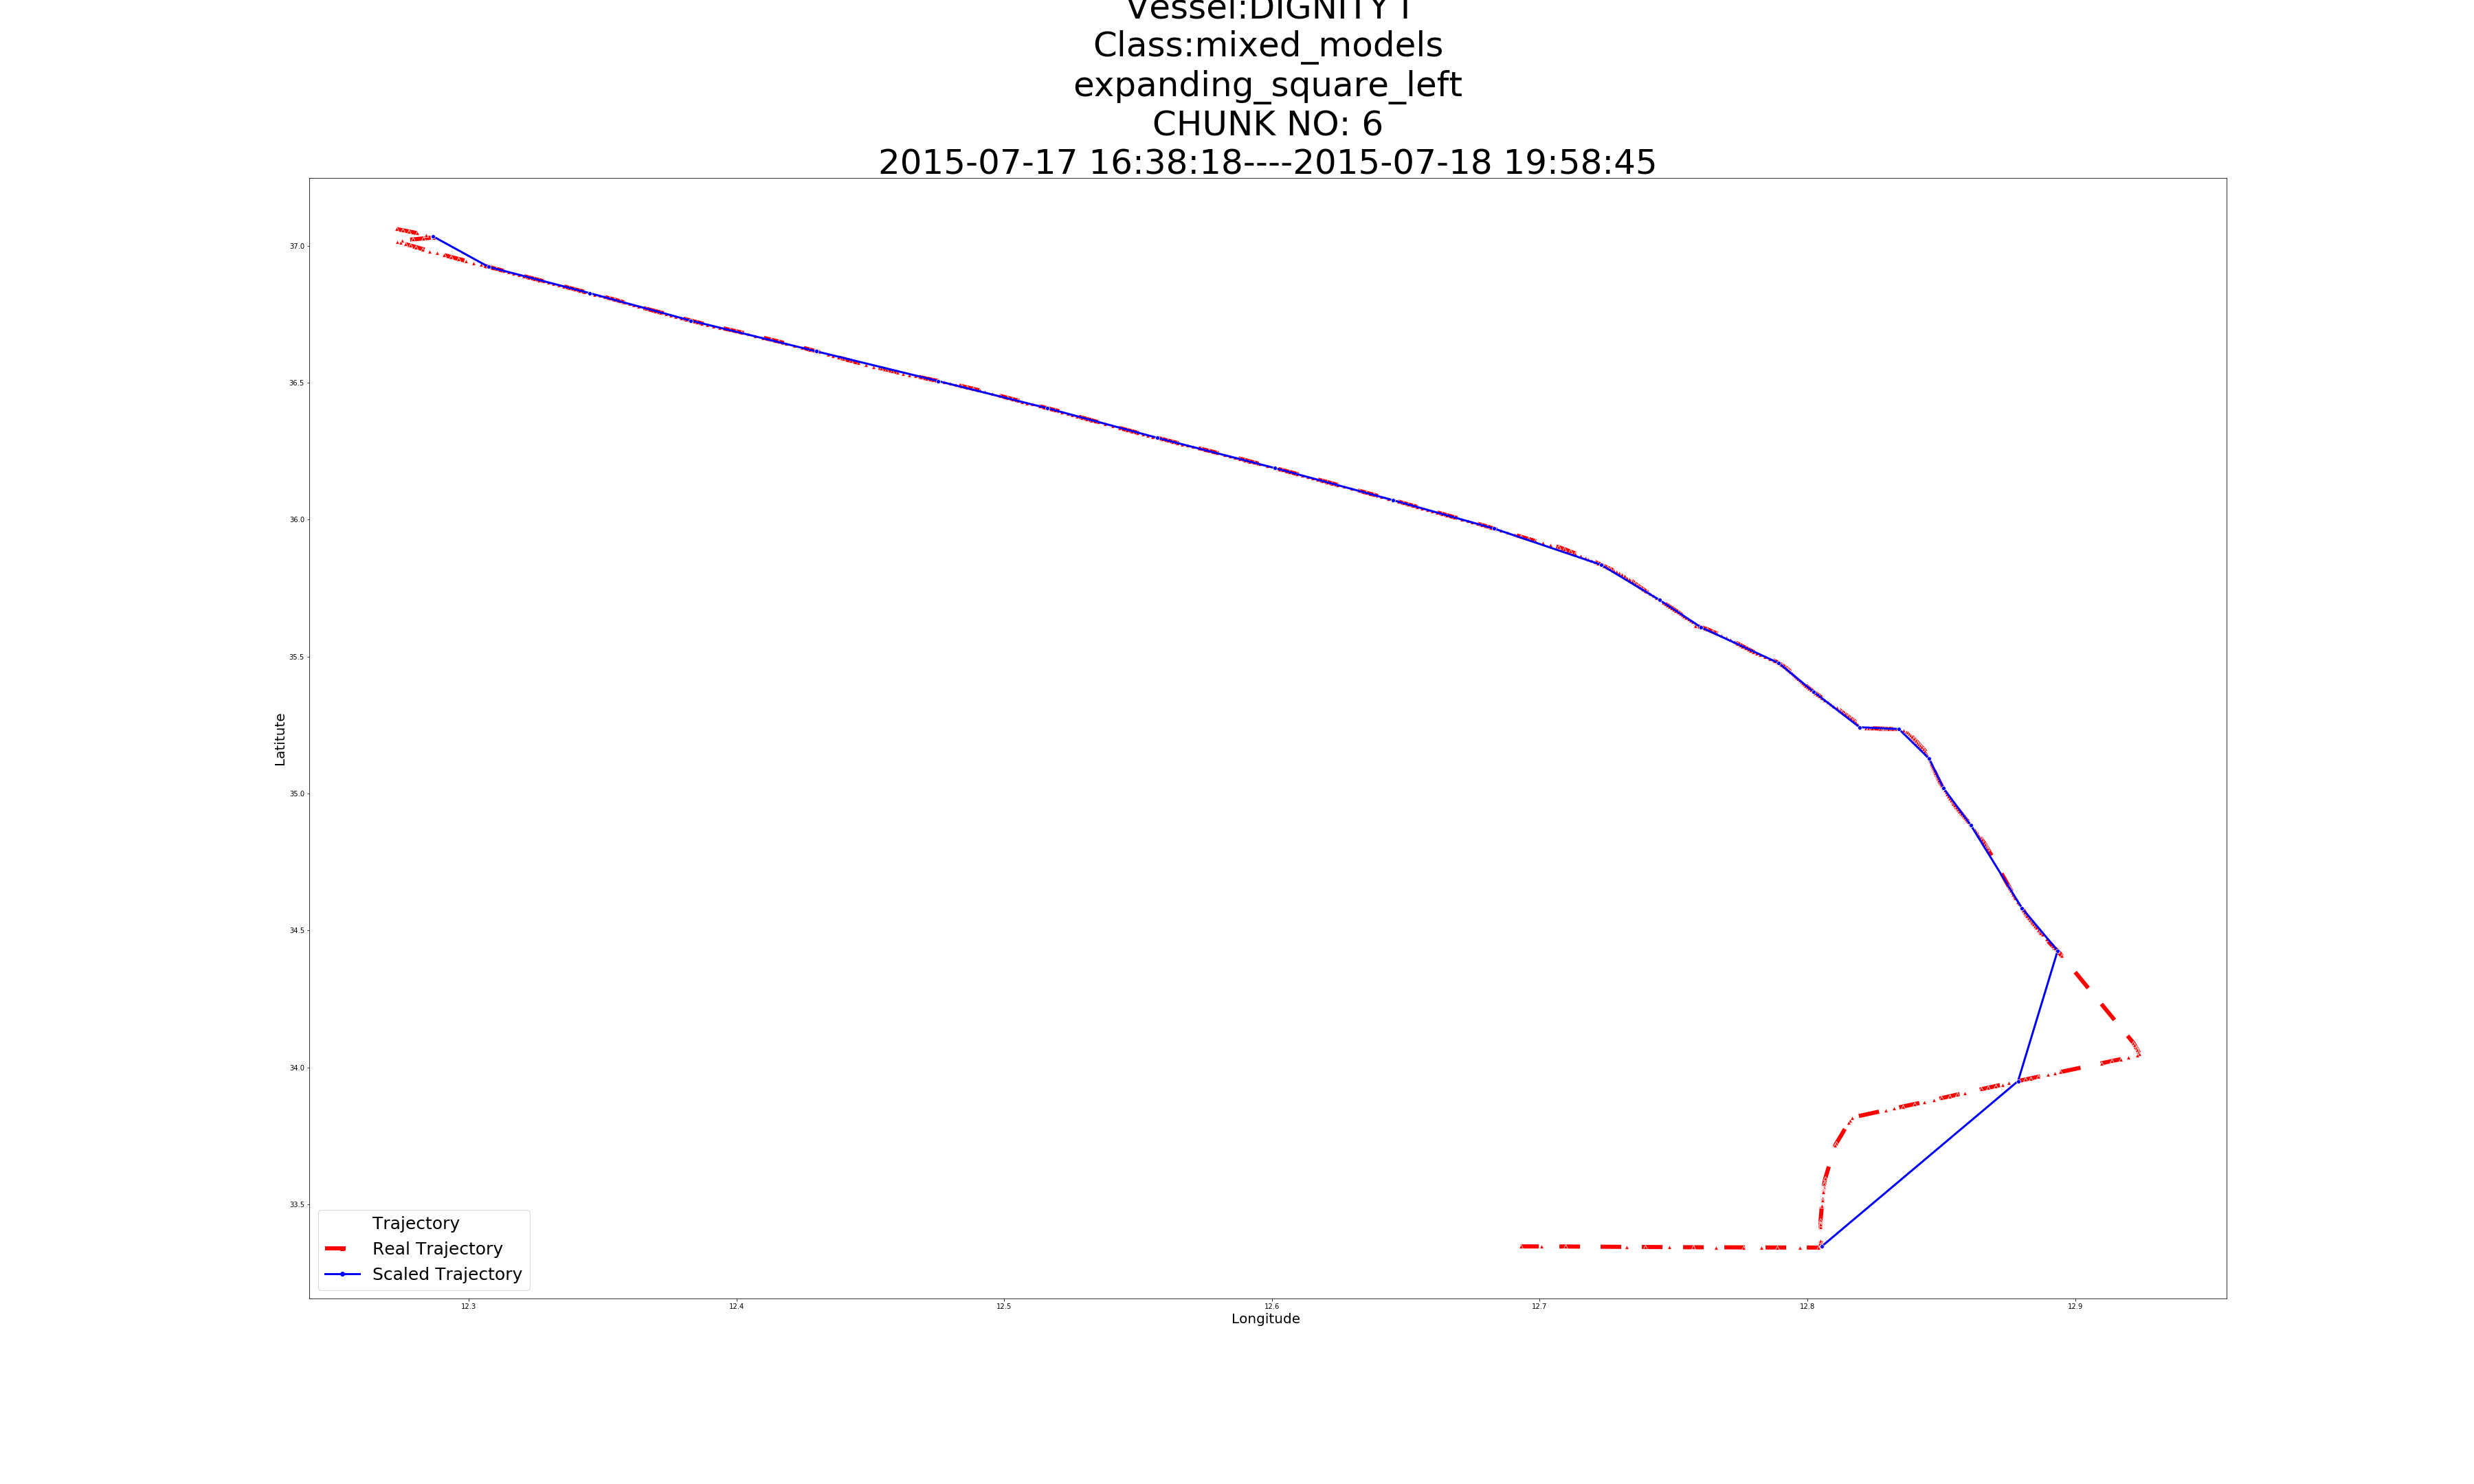 Vessel:DIGNITY I
Class:mixed_models
expanding_square_left
CHUNK NO: 6
2015-07-17 16:38:18----2015-07-18 19:58:45
37.0
36.5
36.0
35.5
35.0
34.5
34.0
33.5
Latitute
Trajectory
Real Trajectory
Scaled Trajectory
12.3
12.4
12.5
12.6
12.7
12.8
12.9
Longitude